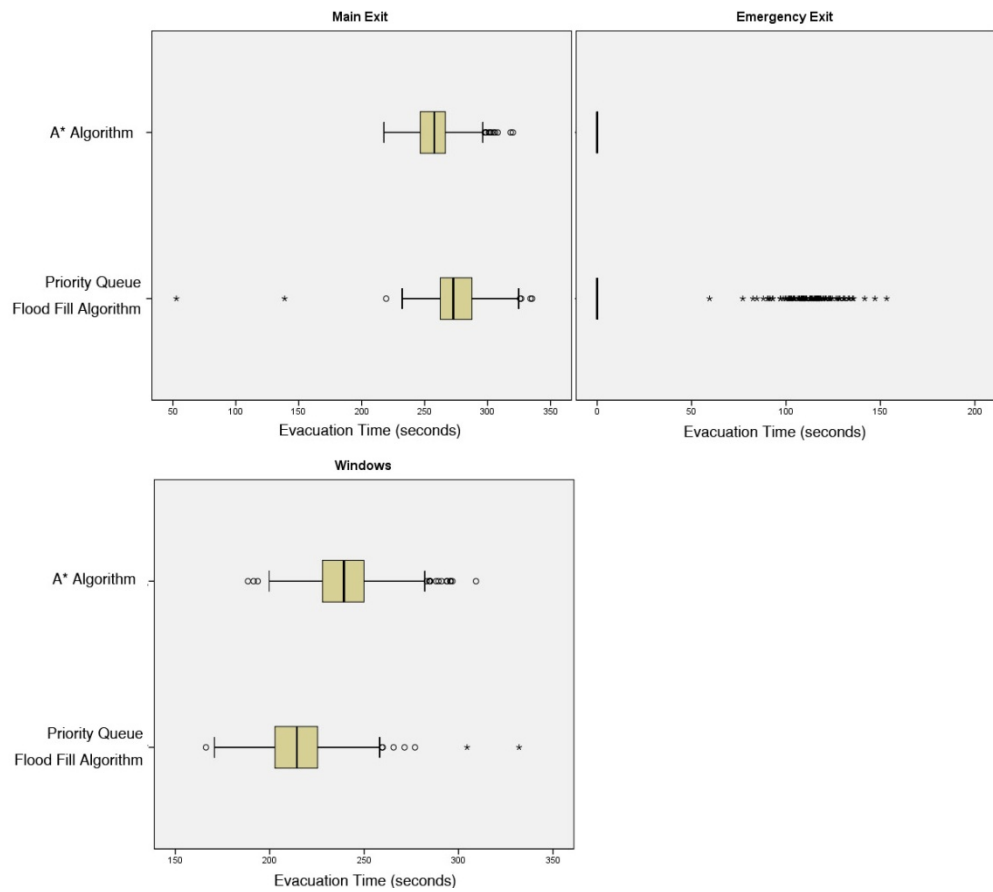 Main Exit
Emergency Exit
A* Algorithm
Priority Queue
Flood Fill Algorithm
50 100 150 200 250 300 350
0 50 100 150 200
Evacuation Time (seconds)
Evacuation Time (seconds)
Windows
A* Algorithm
Priority Queue
Flood Fill Algorithm
150 200 250 300 350
Evacuation Time (seconds)